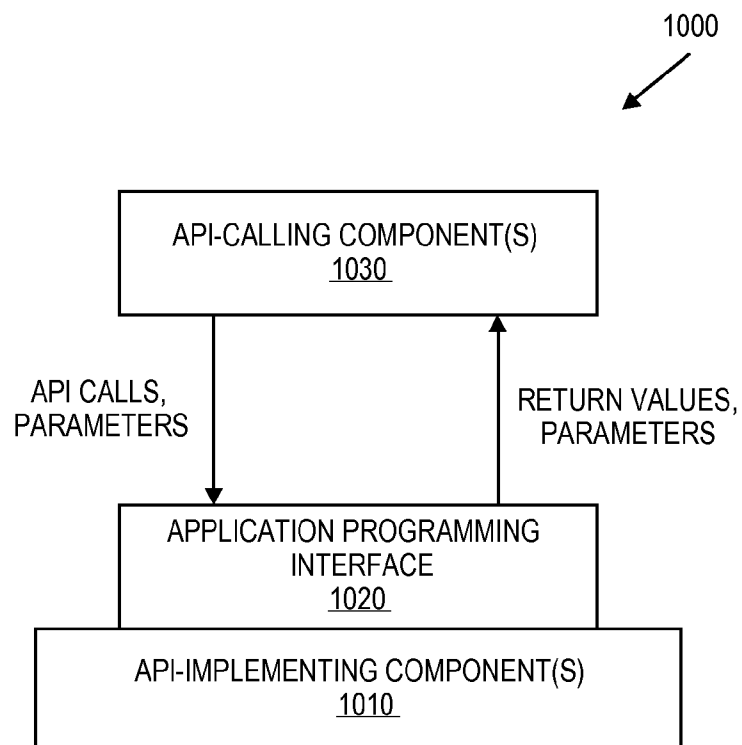 1000
API-CALLING COMPONENT(S)
1030
API CALLS,
PARAMETERS
RETURN VALUES,
PARAMETERS
APPLICATION PROGRAMMING
INTERFACE
1020
API-IMPLEMENTING COMPONENT(S)
1010